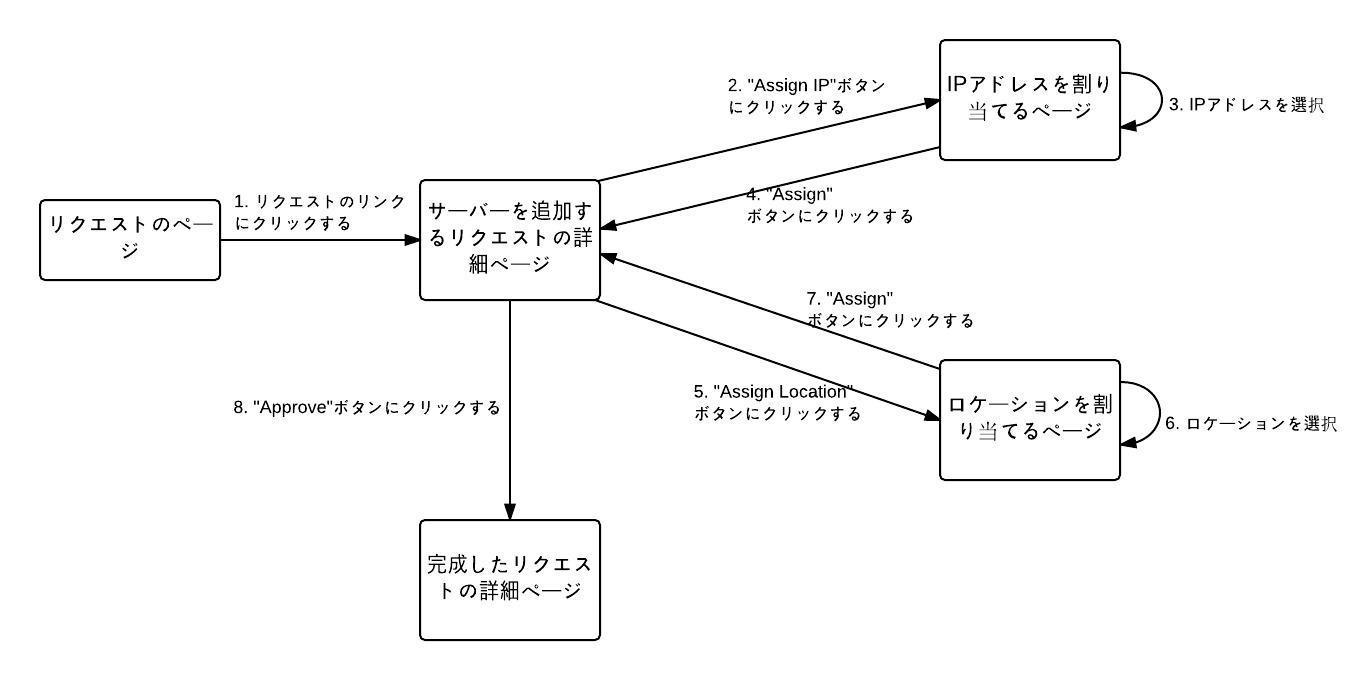 リクエストのペー
ジ
1. リクエストのリンク
にクリックする
サーバーを追加す
るリクエストの詳
細ページ
2. "Assign IP"ボタン
にクリックする
IPアドレスを割り
当てるページ
3. IPアドレスを選択
4. "Assign"
ボタンにクリックする
5. "Assign Location"
ボタンにクリックする
ロケーションを割
り当てるページ
6. ロケーションを選択
7. "Assign"
ボタンにクリックする
8. "Approve"ボタンにクリックする
完成したリクエス
トの詳細ページ